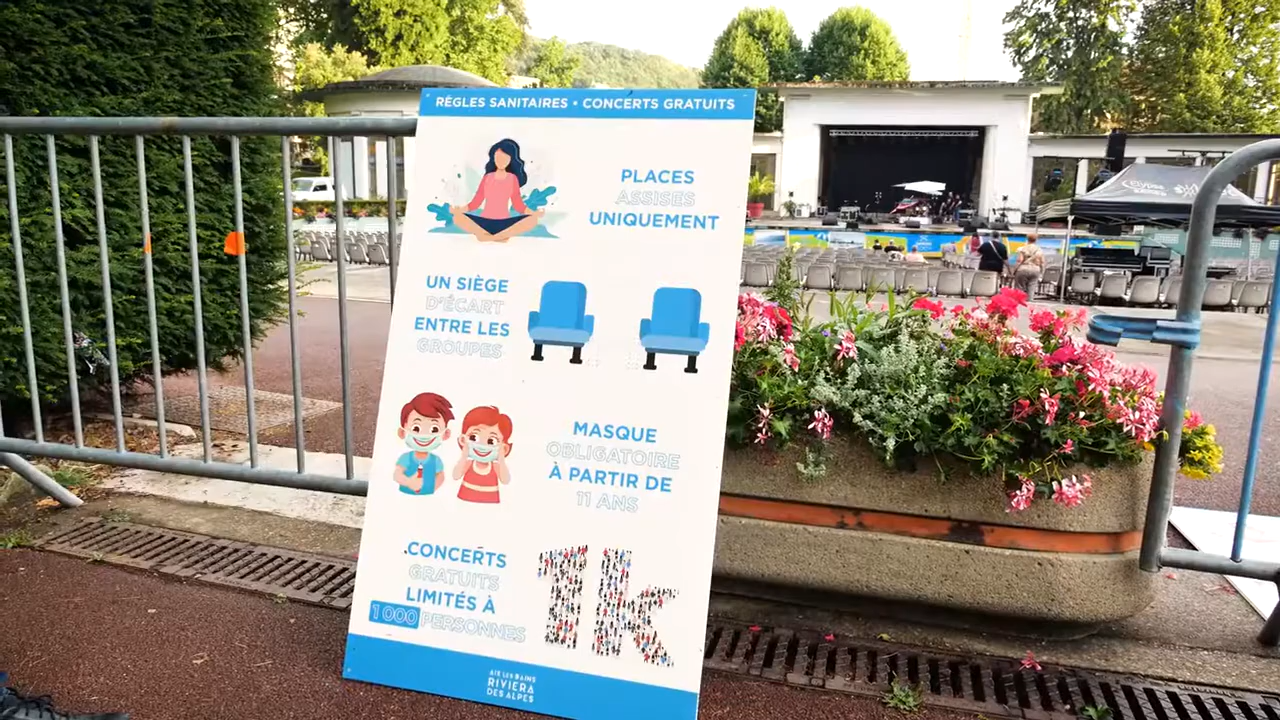 RÈGLES SANITAIRES • CONCERTS GRATUITS
PLACES
ASSISES
UNIQUEMENT
UN SIÈGE
D'ÉCART
ENTRE LES
GROUPES
MASQUE
OBLIGATOIRE
À PARTIR DE
11 ANS
CONCERTS
GRATUITS
LIMITÉS À
1 000 PERSONNES
1k
AIX LES BAINS
RIVIERA
DES ALPES